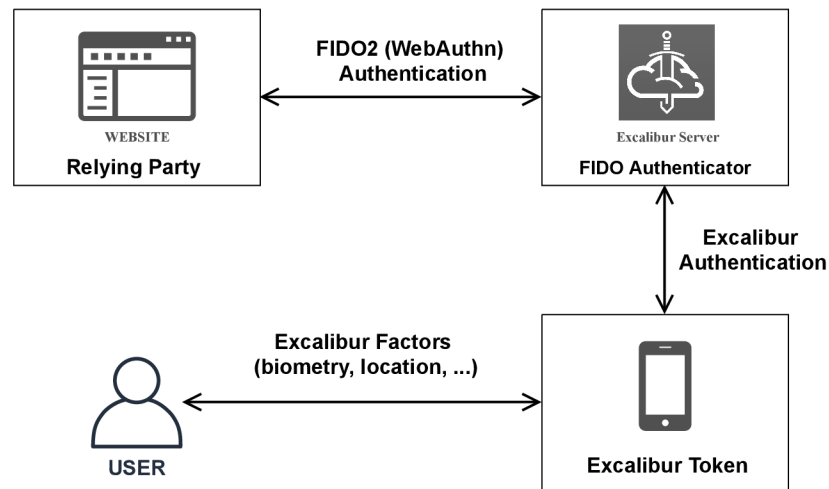 FIDO2 (WebAuthn)
Authentication
WEBSITE
Relying Party
Excalibur Server
FIDO Authenticator
Excalibur
Authentication
Excalibur Factors
(biometry, location, ...)
USER
Excalibur Token